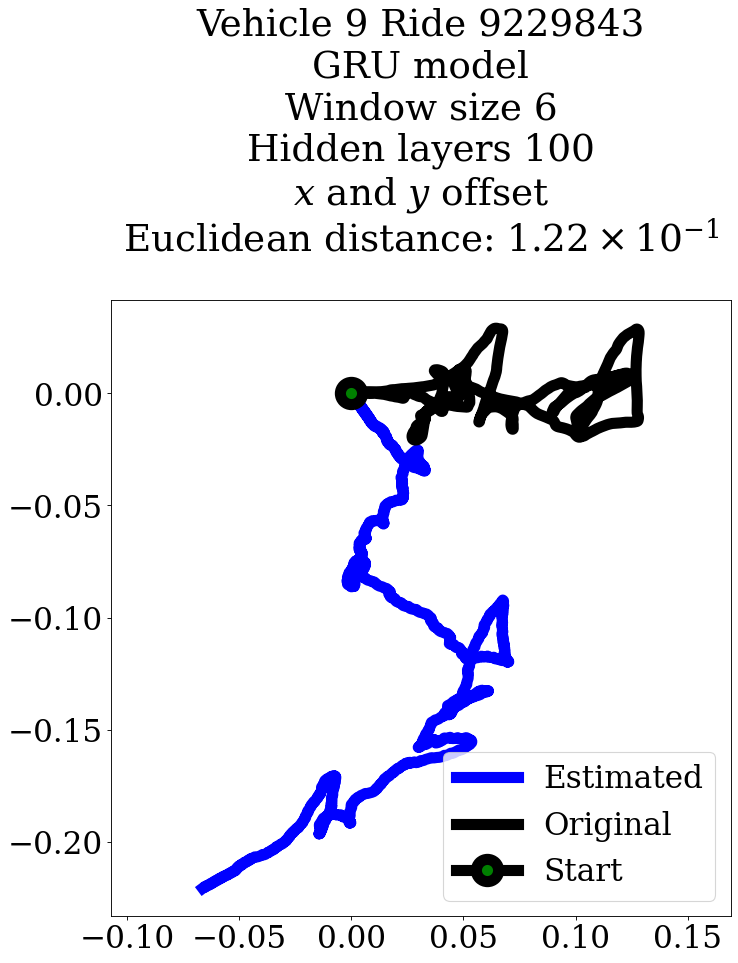 Vehicle 9 Ride 9229843
GRU model
Window size 6
Hidden layers 100
x and y offset
Euclidean distance: 1.22 × 10⁻¹
0.00
−0.05
−0.10
−0.15
−0.20
Estimated
Original
Start
−0.10 −0.05 0.00 0.05 0.10 0.15